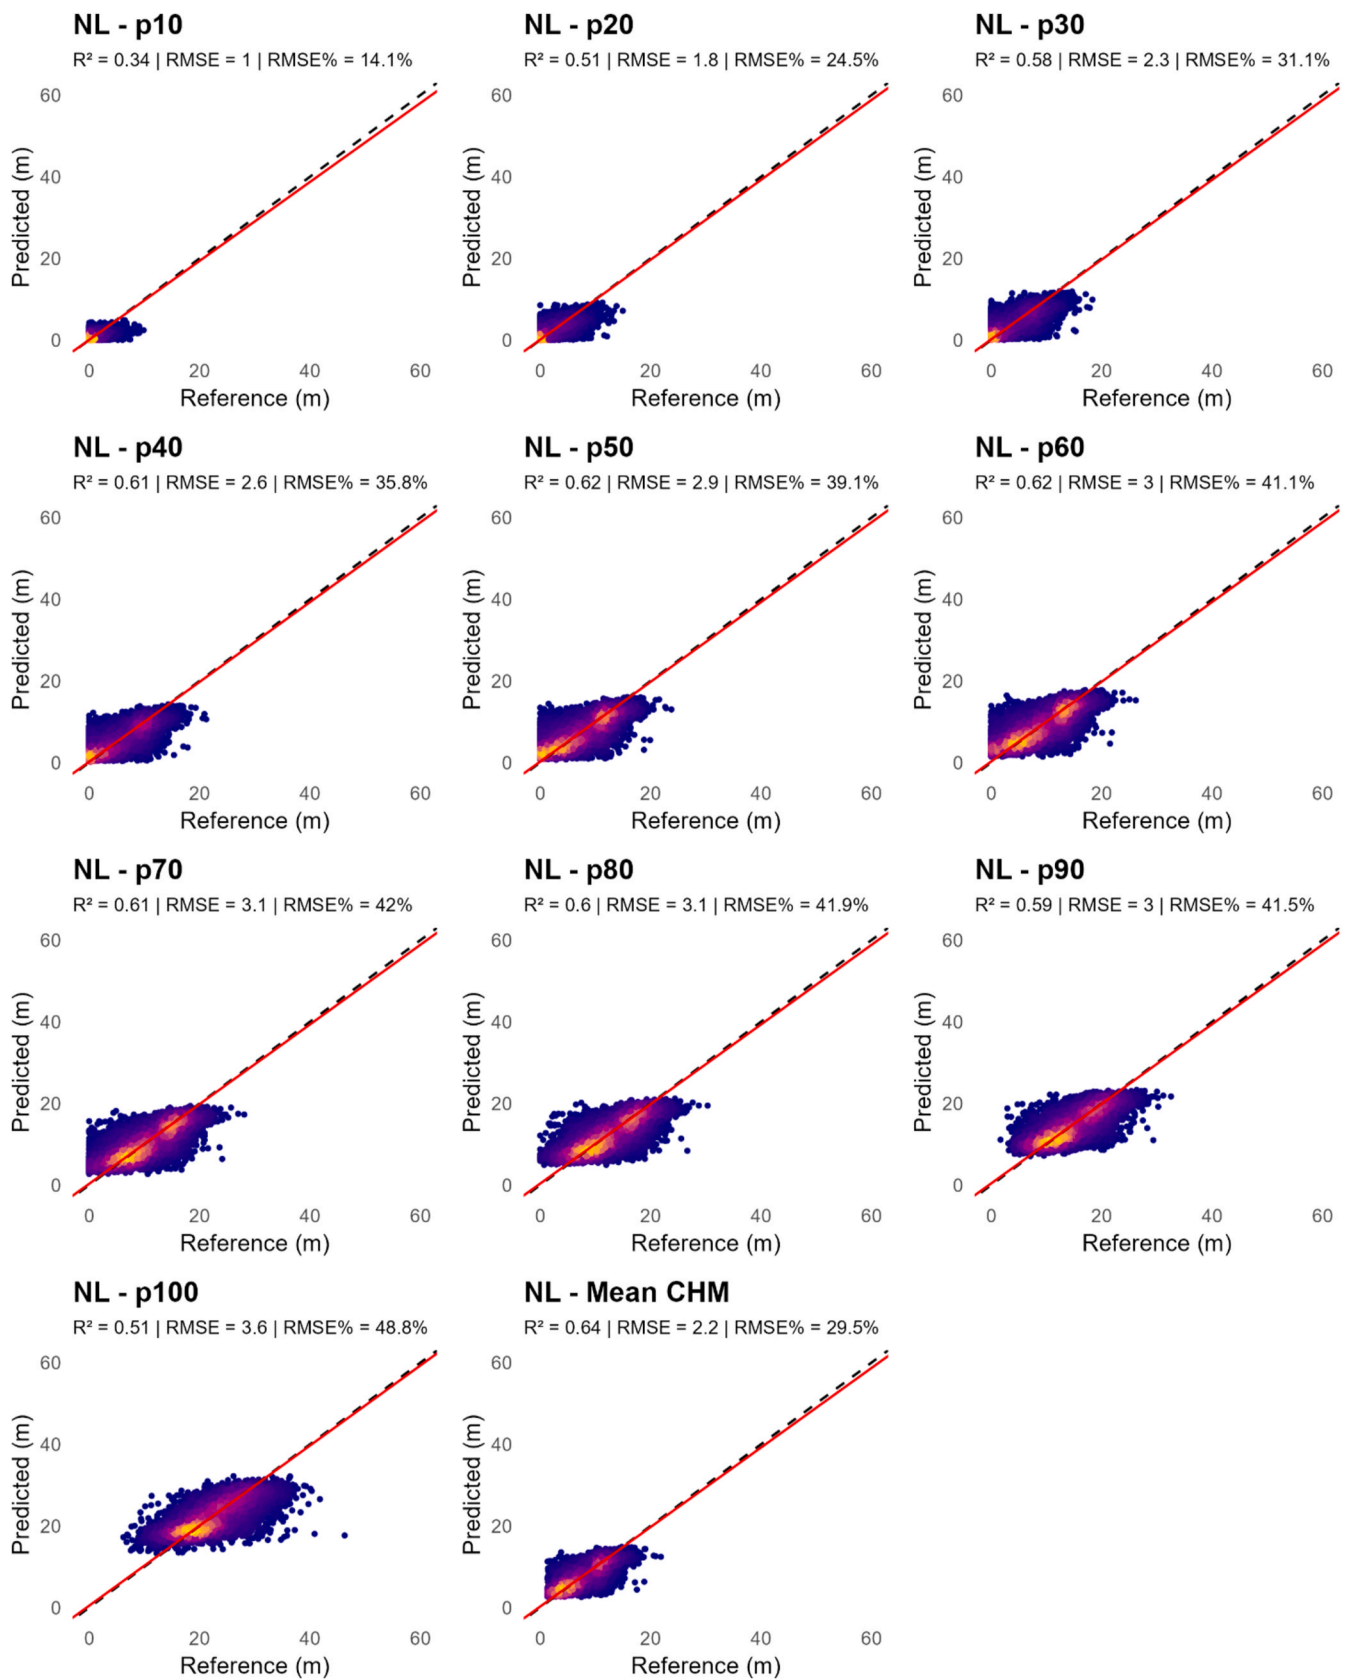 NL - p10
R² = 0.34 | RMSE = 1 | RMSE% = 14.1%
60
40
20
0
Predicted (m)
0 20 40 60
Reference (m)
NL - p20
R² = 0.51 | RMSE = 1.8 | RMSE% = 24.5%
60
40
20
0
Predicted (m)
0 20 40 60
Reference (m)
NL - p30
R² = 0.58 | RMSE = 2.3 | RMSE% = 31.1%
60
40
20
0
Predicted (m)
0 20 40 60
Reference (m)
NL - p40
R² = 0.61 | RMSE = 2.6 | RMSE% = 35.8%
60
40
20
0
Predicted (m)
0 20 40 60
Reference (m)
NL - p50
R² = 0.62 | RMSE = 2.9 | RMSE% = 39.1%
60
40
20
0
Predicted (m)
0 20 40 60
Reference (m)
NL - p60
R² = 0.62 | RMSE = 3 | RMSE% = 41.1%
60
40
20
0
Predicted (m)
0 20 40 60
Reference (m)
NL - p70
R² = 0.61 | RMSE = 3.1 | RMSE% = 42%
60
40
20
0
Predicted (m)
0 20 40 60
Reference (m)
NL - p80
R² = 0.6 | RMSE = 3.1 | RMSE% = 41.9%
60
40
20
0
Predicted (m)
0 20 40 60
Reference (m)
NL - p90
R² = 0.59 | RMSE = 3 | RMSE% = 41.5%
60
40
20
0
Predicted (m)
0 20 40 60
Reference (m)
NL - p100
R² = 0.51 | RMSE = 3.6 | RMSE% = 48.8%
60
40
20
0
Predicted (m)
0 20 40 60
Reference (m)
NL - Mean CHM
R² = 0.64 | RMSE = 2.2 | RMSE% = 29.5%
60
40
20
0
Predicted (m)
0 20 40 60
Reference (m)